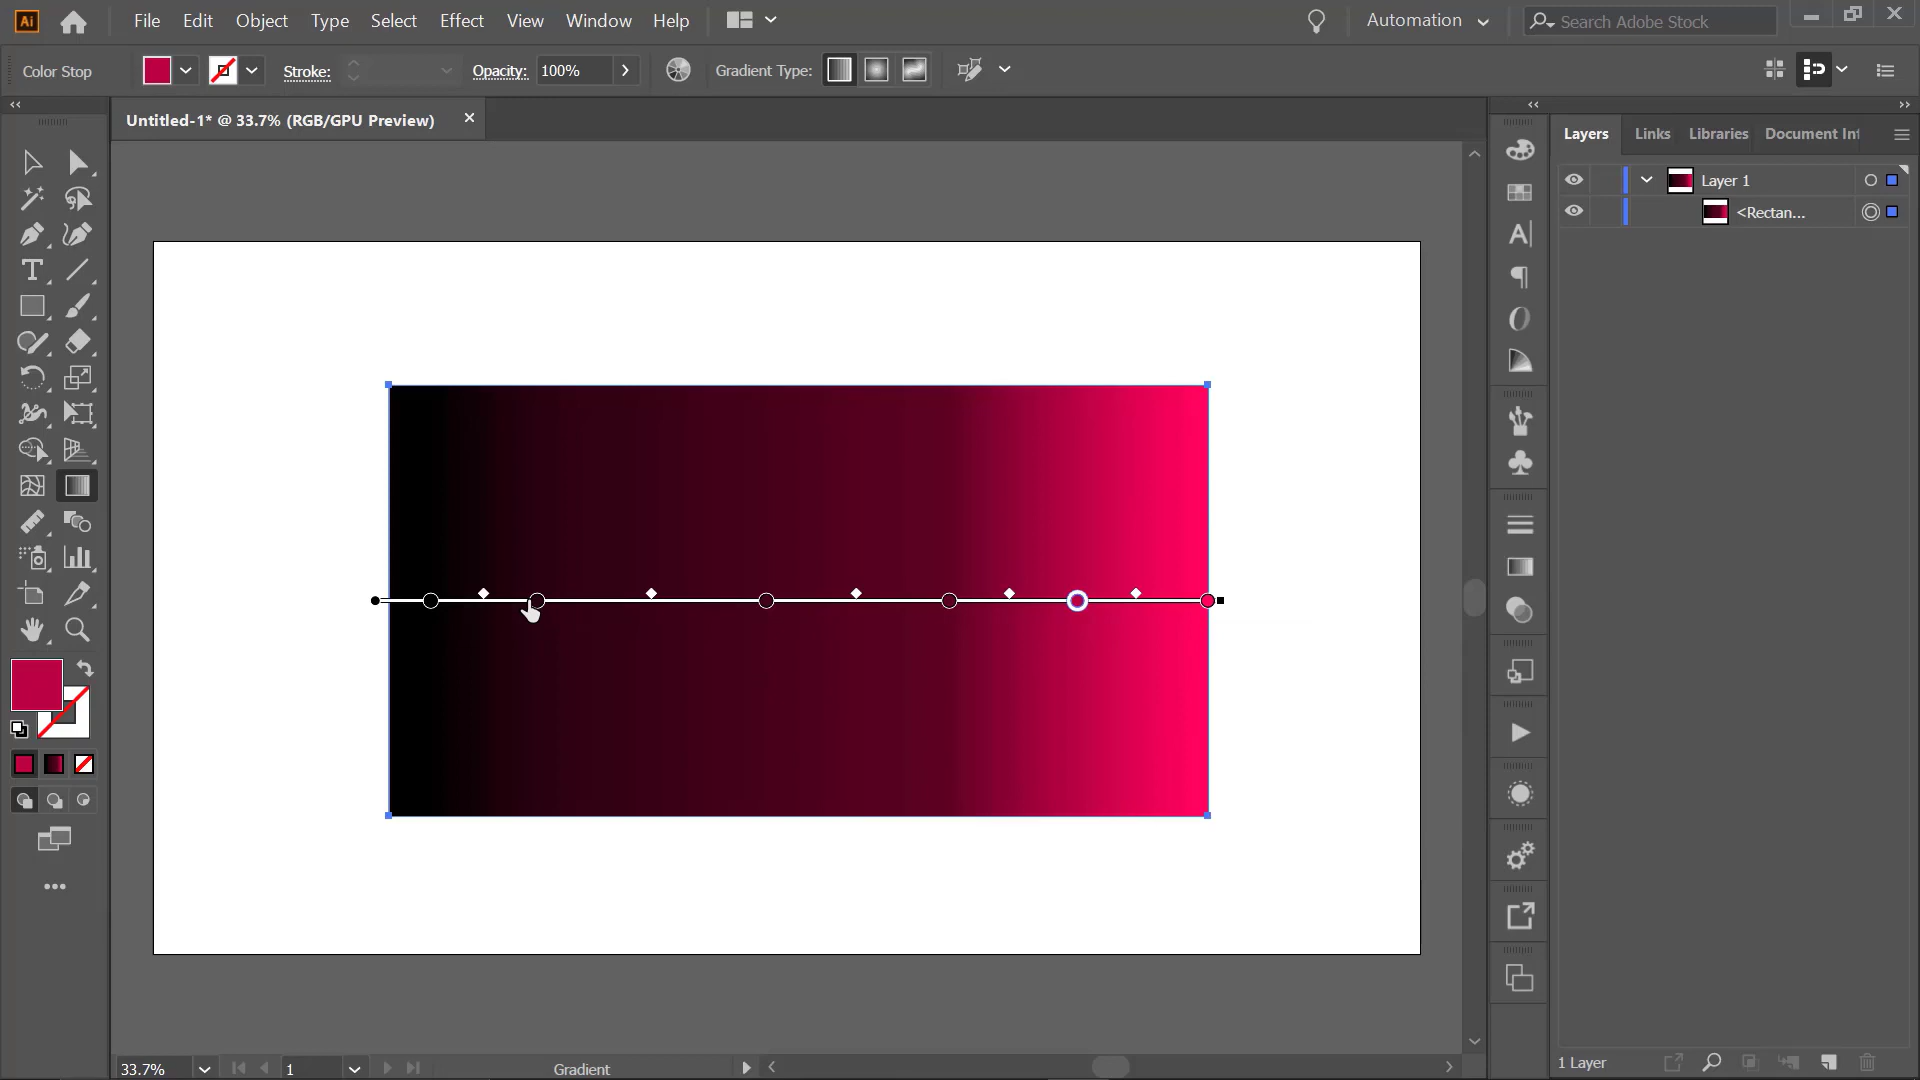 Ai File Edit Object Type Select Effect View Window Help Automation Search Adobe Stock
Color Stop Stroke: Opacity: 100% Gradient Type:
Untitled-1* @ 33.7% (RGB/GPU Preview)
Layers Links Libraries Document Inf
Layer 1
<Rectan...
33.7% 1 Gradient
1 Layer